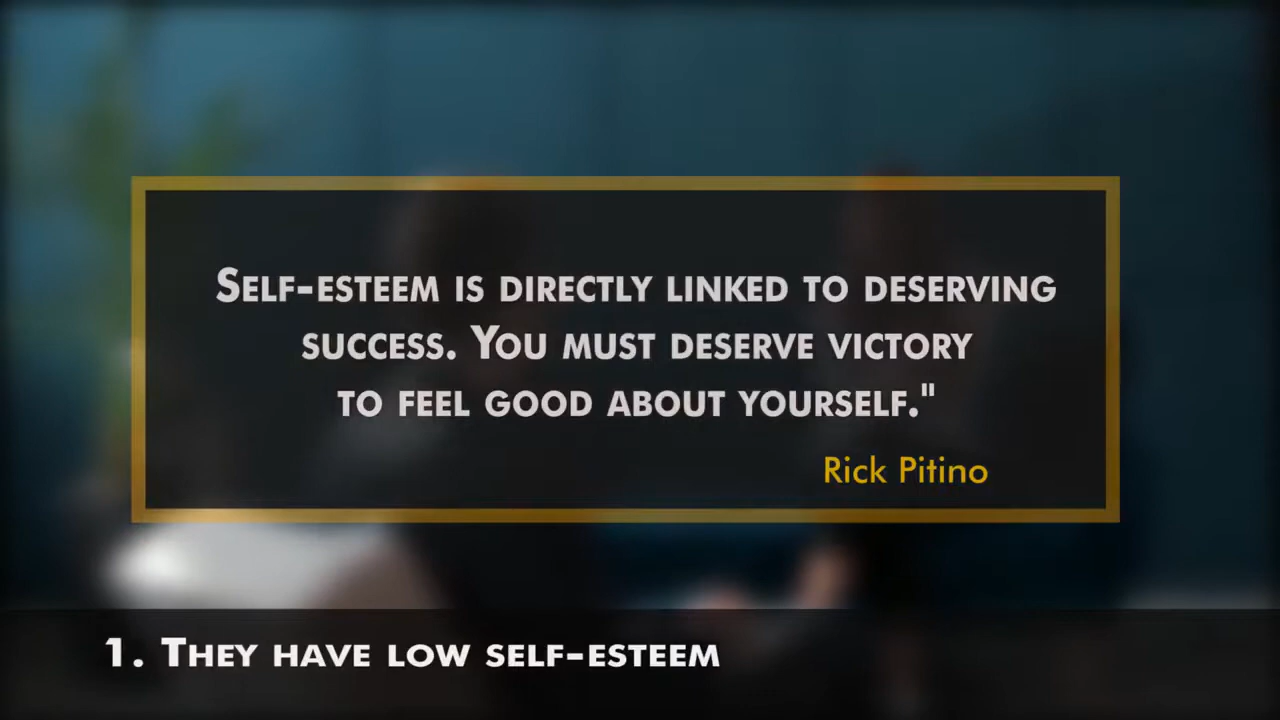 Self-esteem is directly linked to deserving
success. You must deserve victory
to feel good about yourself."
Rick Pitino
1. They have low self-esteem